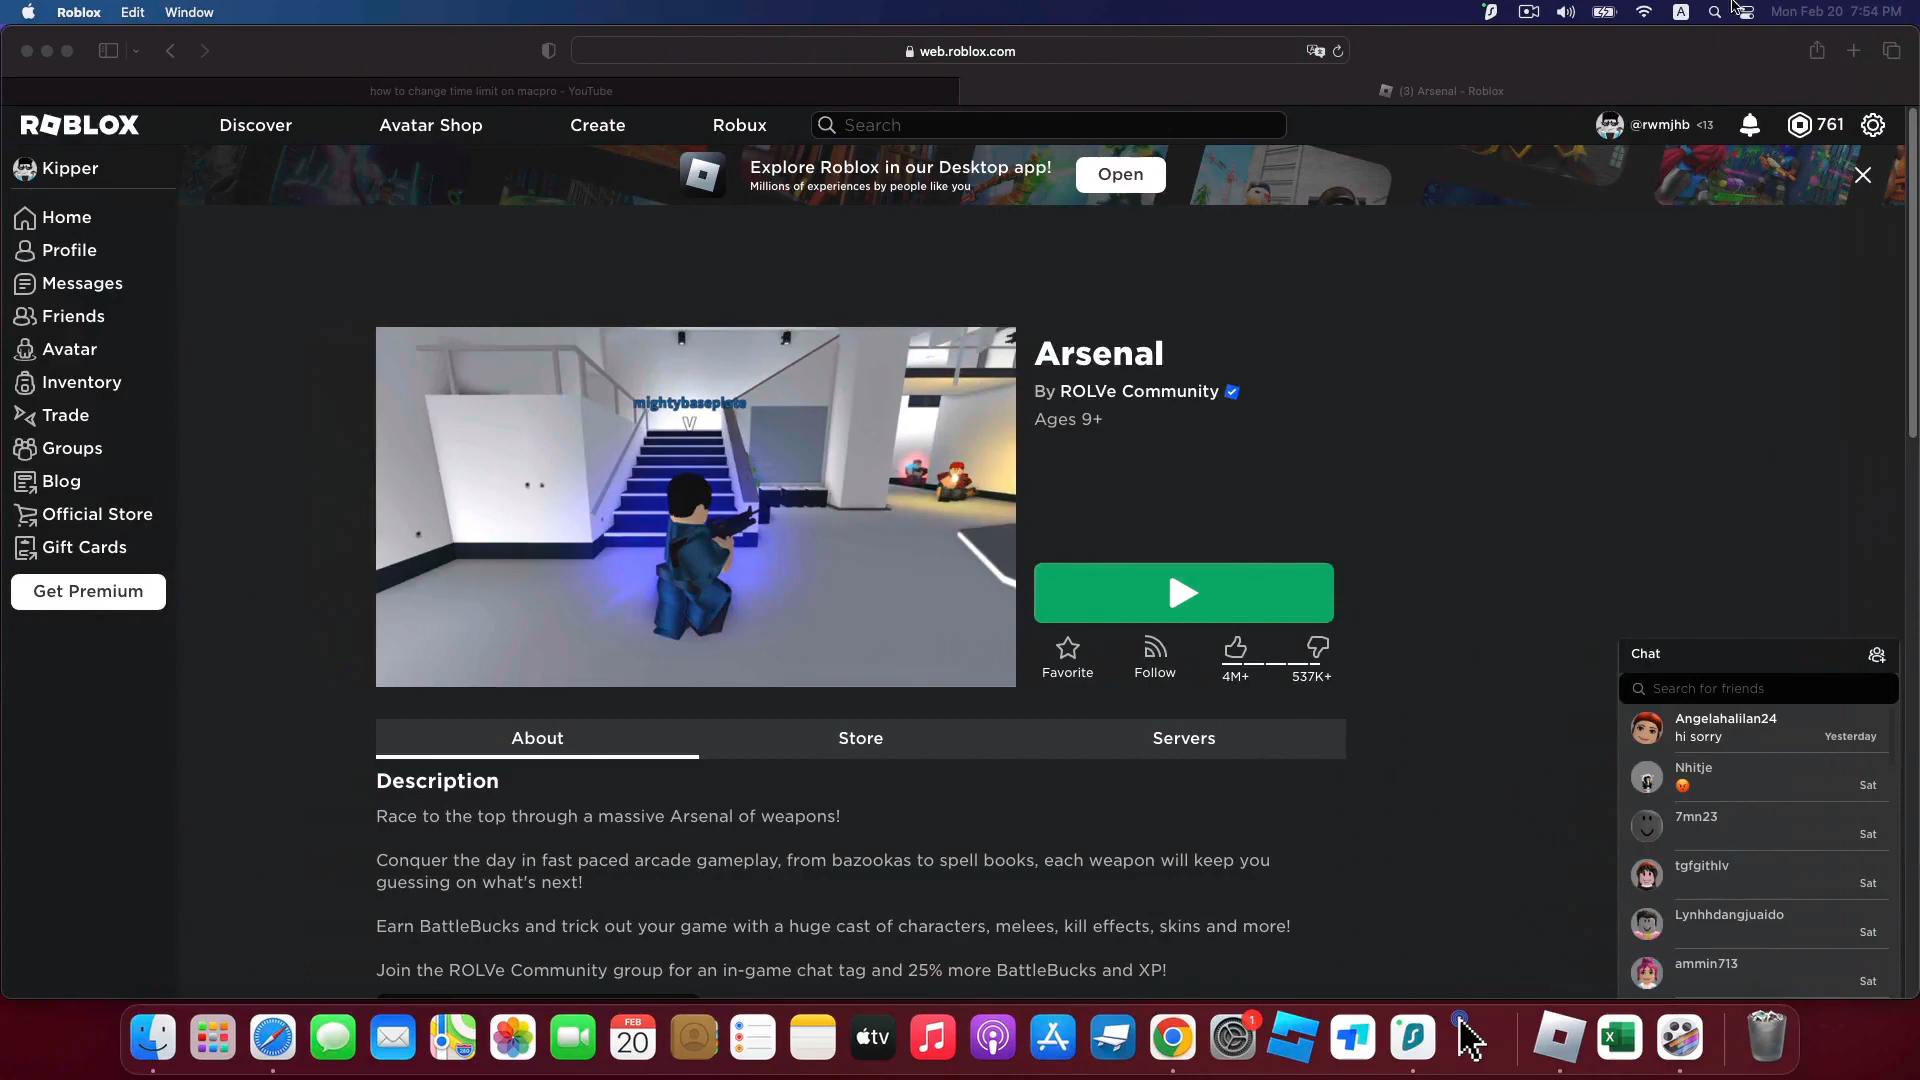 Roblox Edit Window
A
Mon Feb 20 7:54 PM
web.roblox.com
how to change time limit on macpro - YouTube
(3) Arsenal - Roblox
ROBLOX
Discover
Avatar Shop
Create
Robux
Search
@rwmjhb <13
761
Kipper
Explore Roblox in our Desktop app!
Millions of experiences by people like you
Open
Home
Profile
Messages
Friends
Avatar
Inventory
Trade
Groups
Blog
Official Store
Gift Cards
Get Premium
mightybaseplate
Arsenal
By ROLVe Community
Ages 9+
Favorite
Follow
4M+
537K+
About
Store
Servers
Description
Race to the top through a massive Arsenal of weapons!
Conquer the day in fast paced arcade gameplay, from bazookas to spell books, each weapon will keep you
guessing on what's next!
Earn BattleBucks and trick out your game with a huge cast of characters, melees, kill effects, skins and more!
Join the ROLVe Community group for an in-game chat tag and 25% more BattleBucks and XP!
Chat
Search for friends
Angelahalilan24
hi sorry
Yesterday
Nhitje
Sat
7mn23
Sat
tgfgithlv
Sat
Lynhhdangjuaido
Sat
ammin713
Sat
FEB
20
tv
1
X